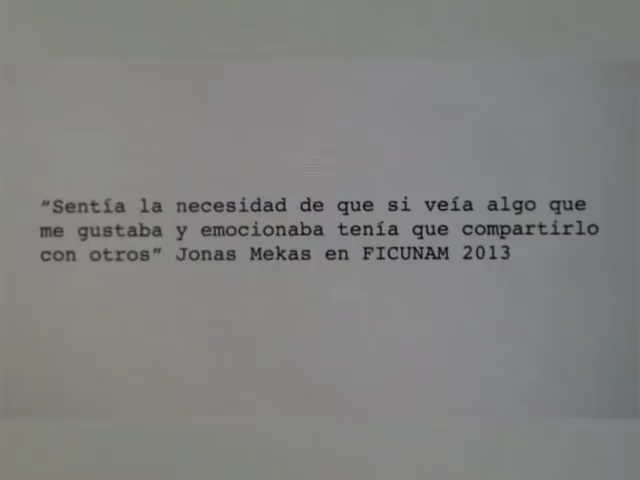 “Sentía la necesidad de que si veía algo que
me gustaba y emocionaba tenía que compartirlo
con otros” Jonas Mekas en FICUNAM 2013